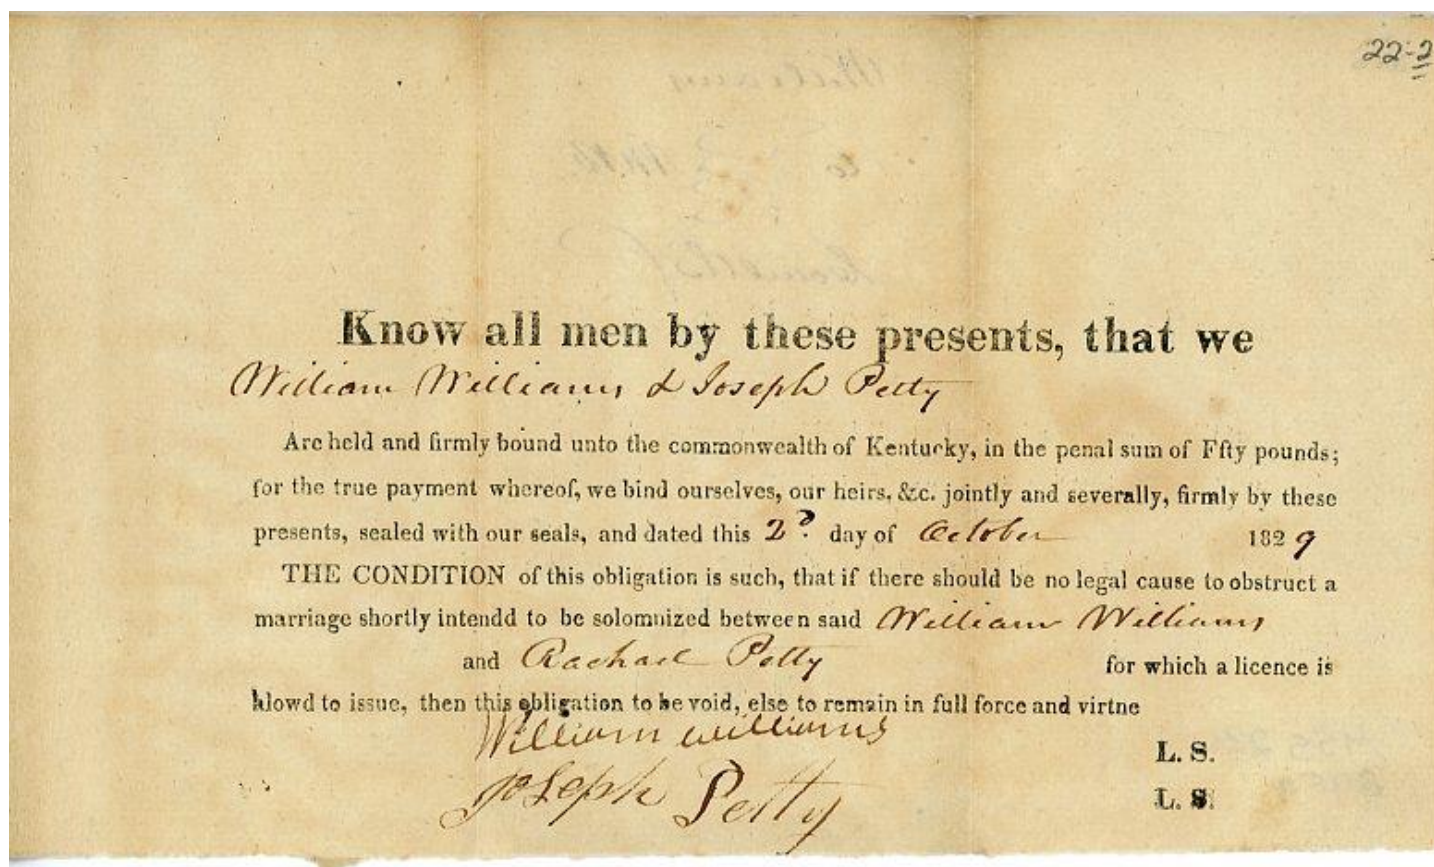 22-2
Know all men by these presents, that we
William Williams & Joseph Petty
Are held and firmly bound unto the commonwealth of Kentucky, in the penal sum of Ffty pounds;
for the true payment whereof, we bind ourselves, our heirs, &c. jointly and severally, firmly by these
presents, sealed with our seals, and dated this 2d day of October 1829
THE CONDITION of this obligation is such, that if there should be no legal cause to obstruct a
marriage shortly intendd to be solomnized between said William Williams
and Rachael Petty for which a licence is
alowd to issue, then this obligation to be void, else to remain in full force and virtne
William Williams L. S.
Joseph Petty L. S.